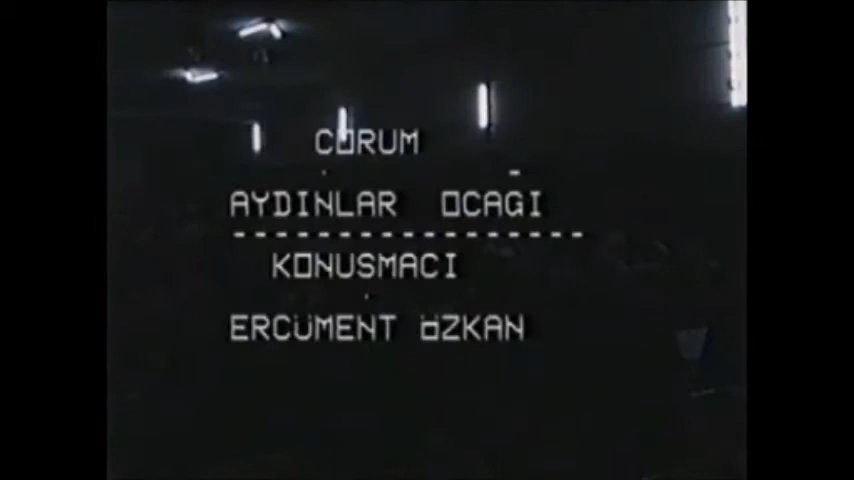 CORUM
AYDINLAR OCAGI
------------------
KONUSMACI
ERCÜMENT ÖZKAN